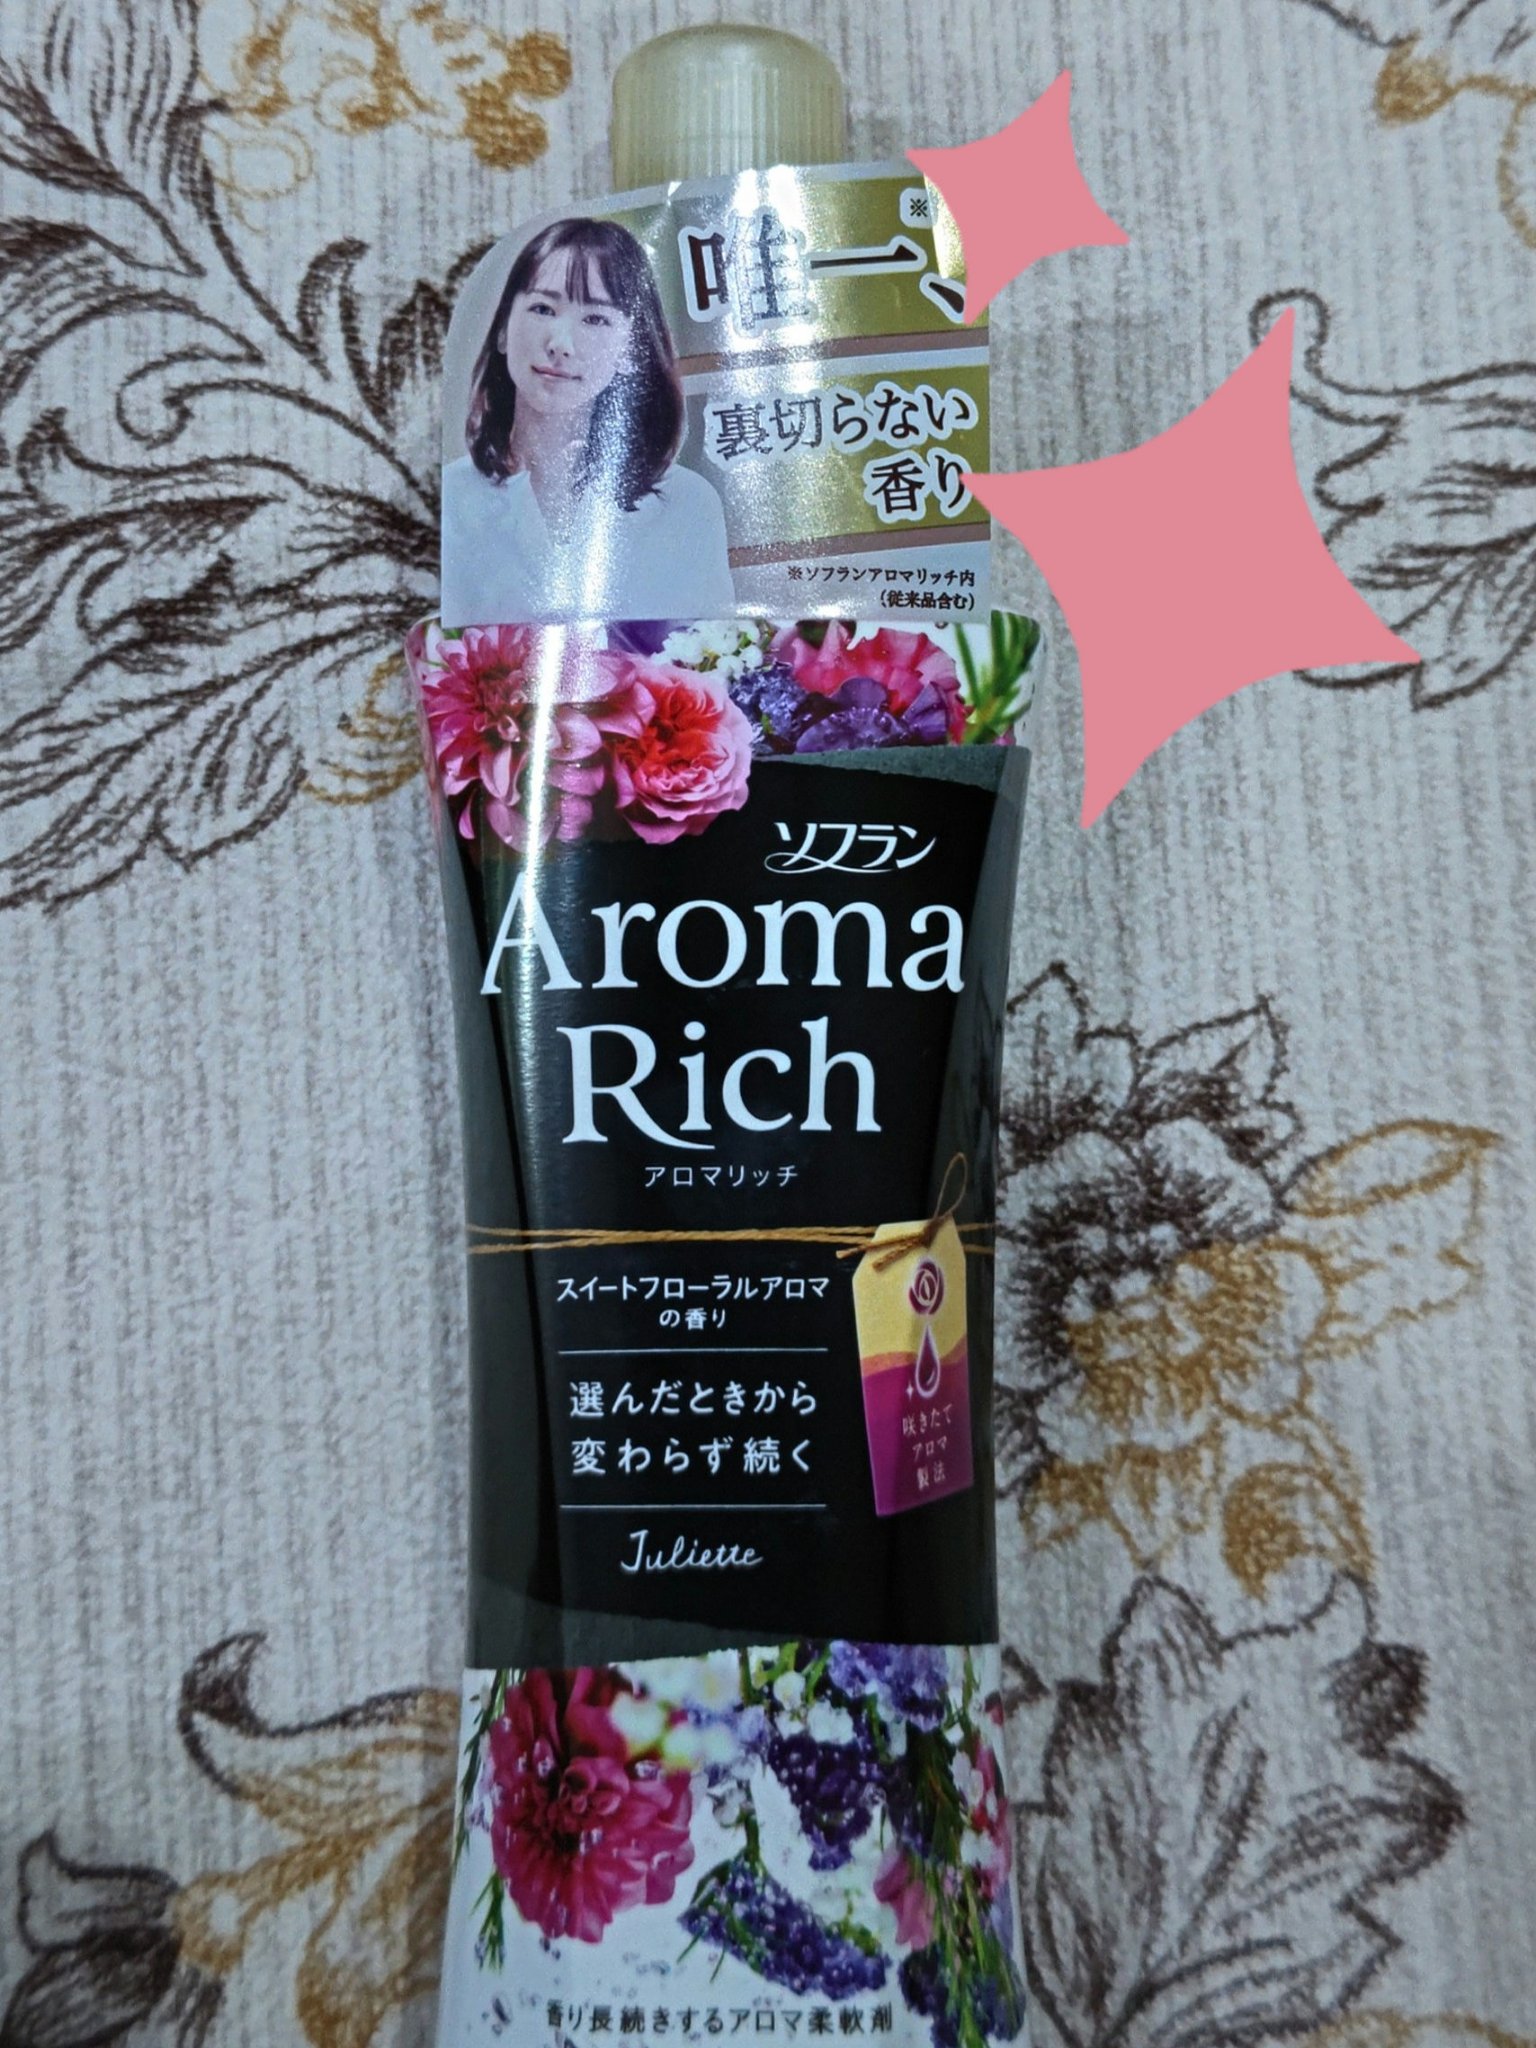 ※
唯一、
裏切らない
香り
※ソフランアロマリッチ内
(従来品含む)
ソフラン
Aroma
Rich
アロマリッチ
スイートフローラルアロマ
の香り
選んだときから
変わらず続く
咲きたて
アロマ
製法
Juliette
香り長続きするアロマ柔軟剤